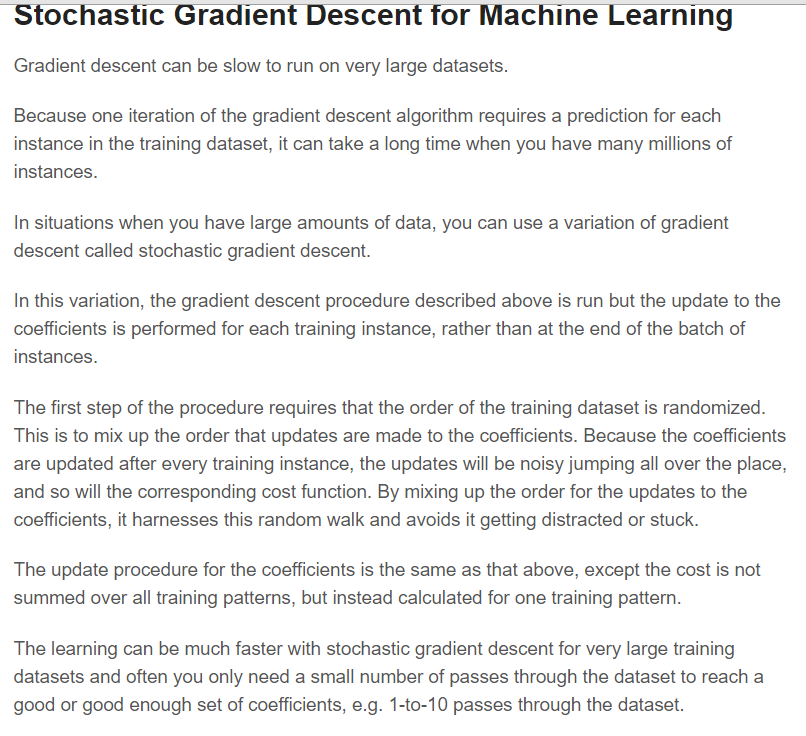 Stochastic Gradient Descent for Machine Learning
Gradient descent can be slow to run on very large datasets.
Because one iteration of the gradient descent algorithm requires a prediction for each
instance in the training dataset, it can take a long time when you have many millions of
instances.
In situations when you have large amounts of data, you can use a variation of gradient
descent called stochastic gradient descent.
In this variation, the gradient descent procedure described above is run but the update to the
coefficients is performed for each training instance, rather than at the end of the batch of
instances.
The first step of the procedure requires that the order of the training dataset is randomized.
This is to mix up the order that updates are made to the coefficients. Because the coefficients
are updated after every training instance, the updates will be noisy jumping all over the place,
and so will the corresponding cost function. By mixing up the order for the updates to the
coefficients, it harnesses this random walk and avoids it getting distracted or stuck.
The update procedure for the coefficients is the same as that above, except the cost is not
summed over all training patterns, but instead calculated for one training pattern.
The learning can be much faster with stochastic gradient descent for very large training
datasets and often you only need a small number of passes through the dataset to reach a
good or good enough set of coefficients, e.g. 1-to-10 passes through the dataset.